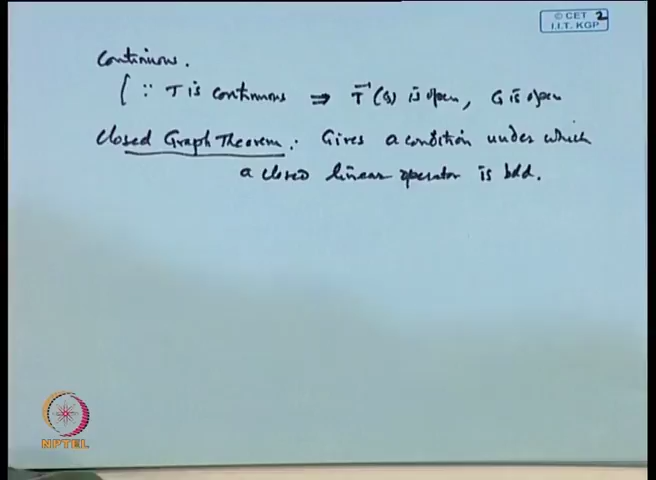 © CET 2
I.I.T. KGP
Continuous.
(∵ T is continuous ⇒ T⁻¹(G) is open, G is open
Closed Graph Theorem: Gives a condition under which
a closed linear operator is bdd.
NPTEL